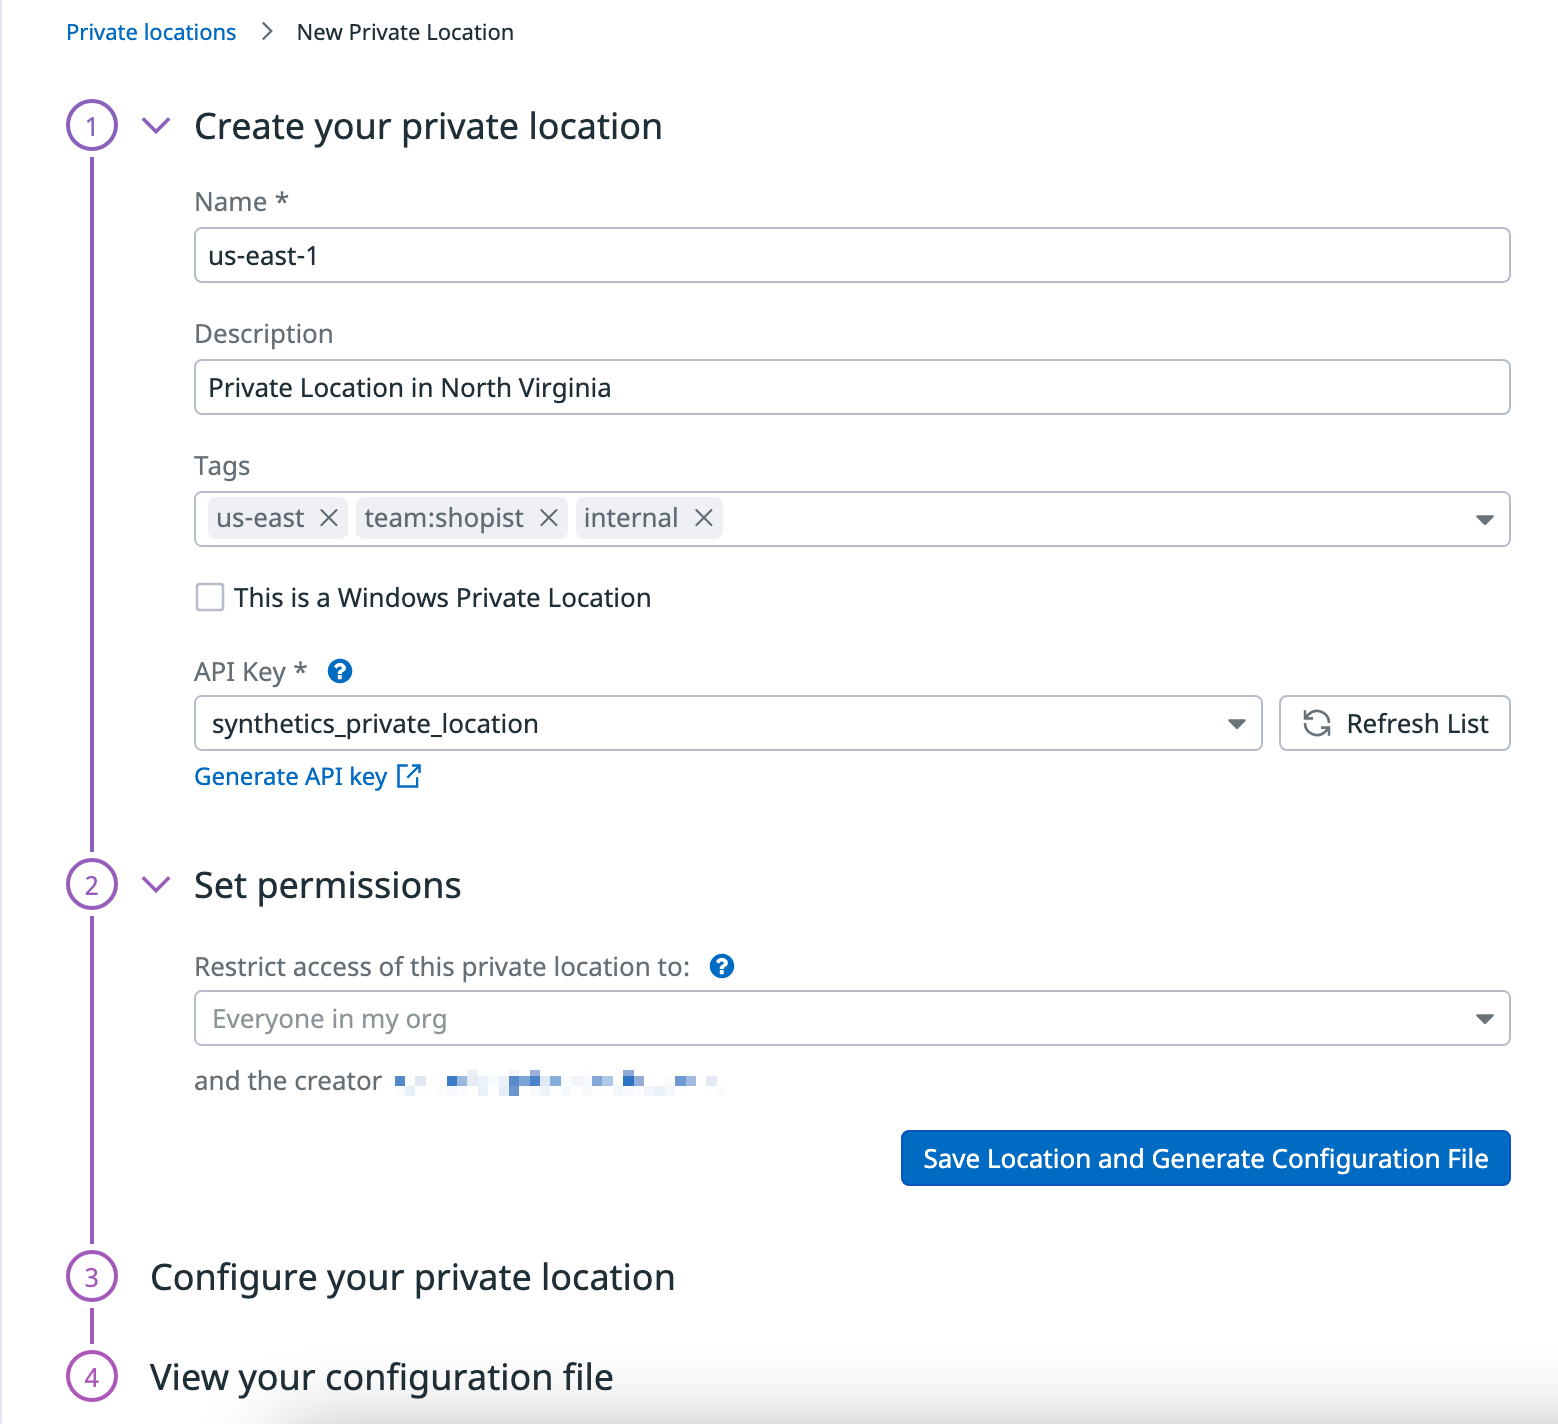 Private locations > New Private Location
1 Create your private location
Name *
us-east-1
Description
Private Location in North Virginia
Tags
us-east team:shopist internal
This is a Windows Private Location
API Key * ?
synthetics_private_location Refresh List
Generate API key
2 Set permissions
Restrict access of this private location to: ?
Everyone in my org
and the creator
Save Location and Generate Configuration File
3 Configure your private location
4 View your configuration file